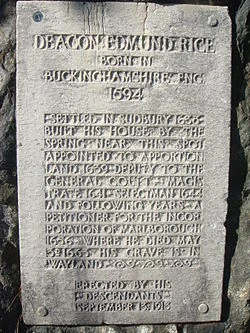 DEACON EDMUND RICE
BORN IN
BUCKINGHAMSHIRE ENG.
1594
SETTLED IN SUDBURY 1638
BUILT HIS HOUSE BY THE
SPRING NEAR THIS SPOT
APPOINTED TO APPORTION
LAND 1639 DEPUTY TO THE
GENERAL COURT MAGIS
TRATE 1641 SELECTMAN 1644
AND FOLLOWING YEARS A
PETITIONER FOR THE INCOR
PORATION OF MARLBOROUGH
1656 WHERE HE DIED MAY
3 1663 HIS GRAVE IS IN
WAYLAND
ERECTED BY HIS
DESCENDANTS
SEPTEMBER 13 1913